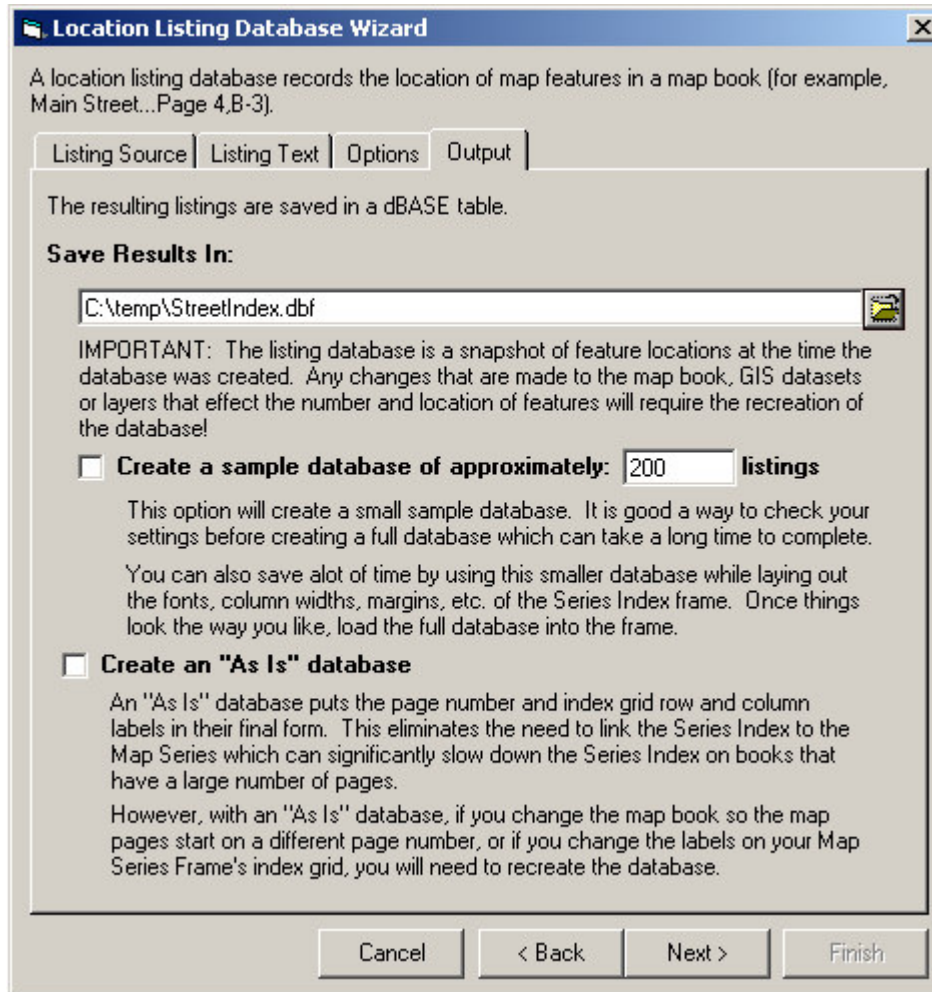 Location Listing Database Wizard
A location listing database records the location of map features in a map book (for example,
Main Street...Page 4,B-3).
Listing Source Listing Text Options Output
The resulting listings are saved in a dBASE table.
Save Results In:
C:\temp\StreetIndex.dbf
IMPORTANT:  The listing database is a snapshot of feature locations at the time the
database was created.  Any changes that are made to the map book, GIS datasets
or layers that effect the number and location of features will require the recreation of
the database!
Create a sample database of approximately: 200 listings
This option will create a small sample database.  It is good a way to check your
settings before creating a full database which can take a long time to complete.
You can also save alot of time by using this smaller database while laying out
the fonts, column widths, margins, etc. of the Series Index frame.  Once things
look the way you like, load the full database into the frame.
Create an "As Is" database
An "As Is" database puts the page number and index grid row and column
labels in their final form.  This eliminates the need to link the Series Index to the
Map Series which can significantly slow down the Series Index on books that
have a large number of pages.
However, with an "As Is" database, if you change the map book so the map
pages start on a different page number, or if you change the labels on your Map
Series Frame's index grid, you will need to recreate the database.
Cancel < Back Next > Finish